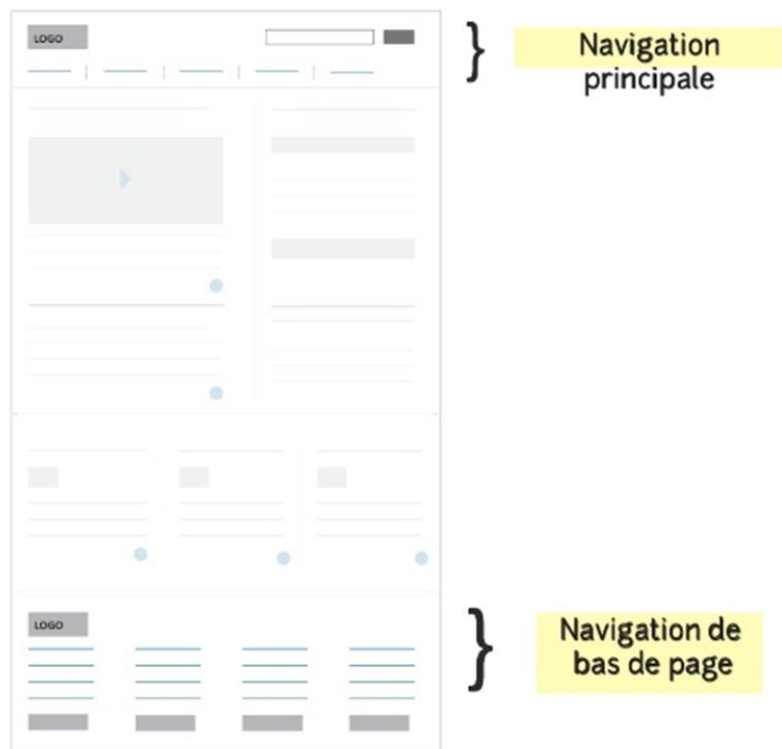 LOGO
Navigation
principale
LOGO
Navigation de
bas de page